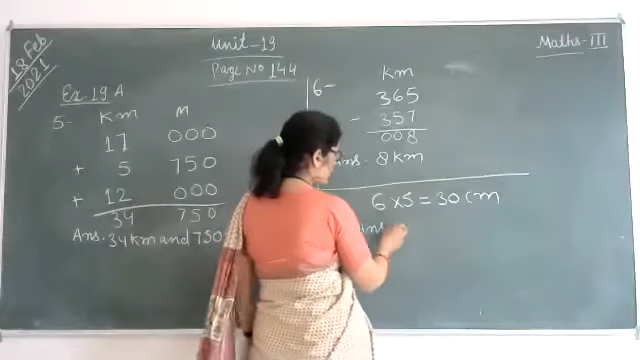 18 Feb
2021
Unit-19
Page No 144
Maths-III
Ex. 19 A
5-
Km M
17 000
+ 5 750
+ 12 000
34 750
Ans. 34 km and 750
6-
Km
365
- 357
008
ns. 8 km
6 x 5 = 30 cm
Ans